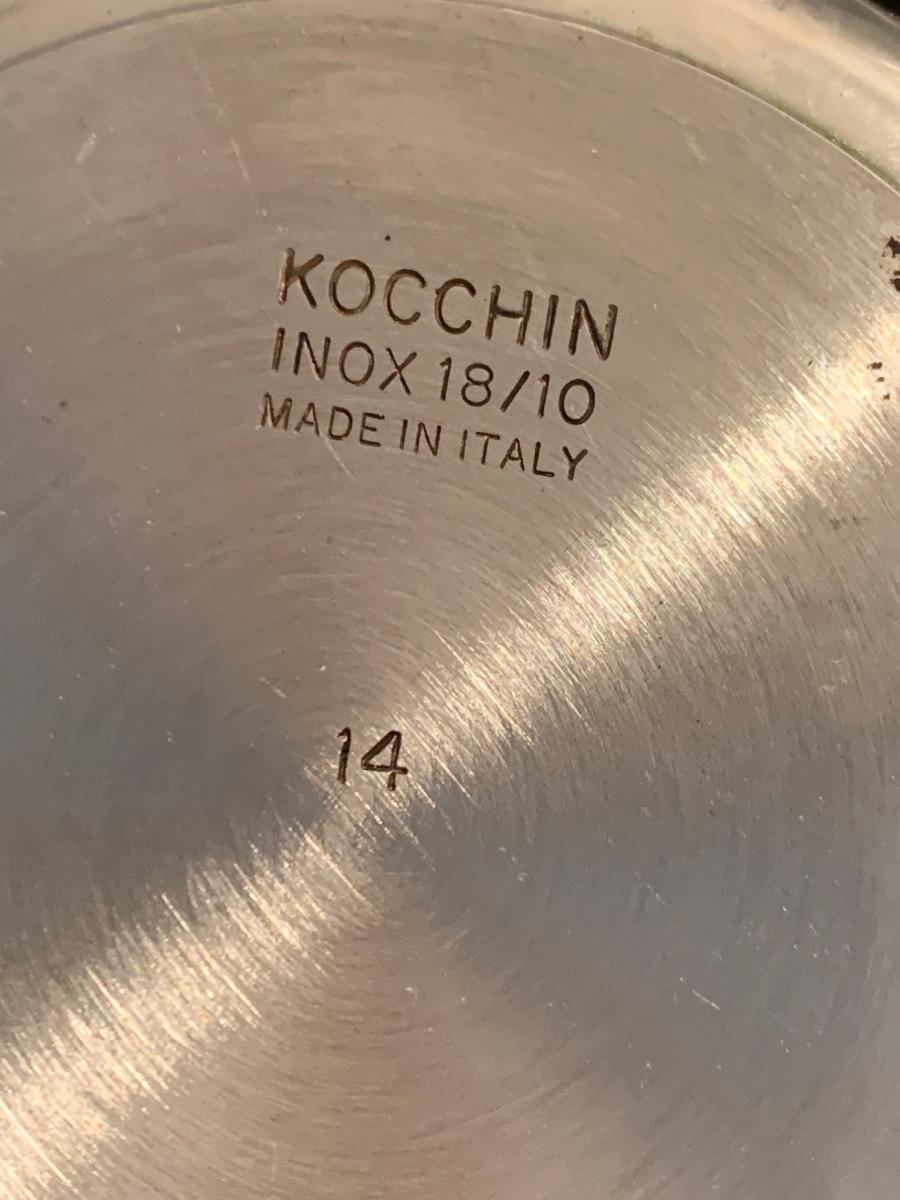 KOCCHIN
INOX 18/10
MADE IN ITALY
14